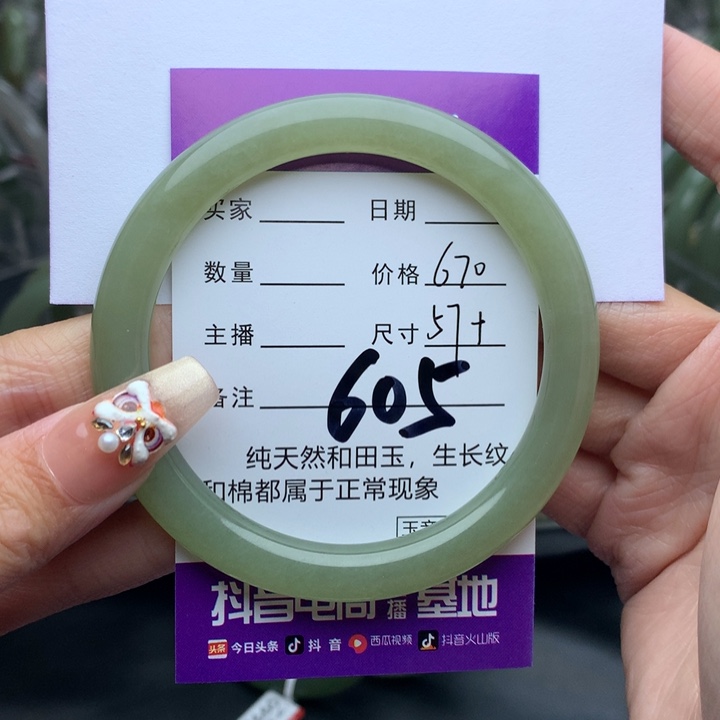 买家 日期
数量 价格 670
主播 尺寸 57+
备注 605
纯天然和田玉，生长纹
和棉都属于正常现象
抖音电商 播 基地
头条 今日头条 抖音 西瓜视频 抖音火山版